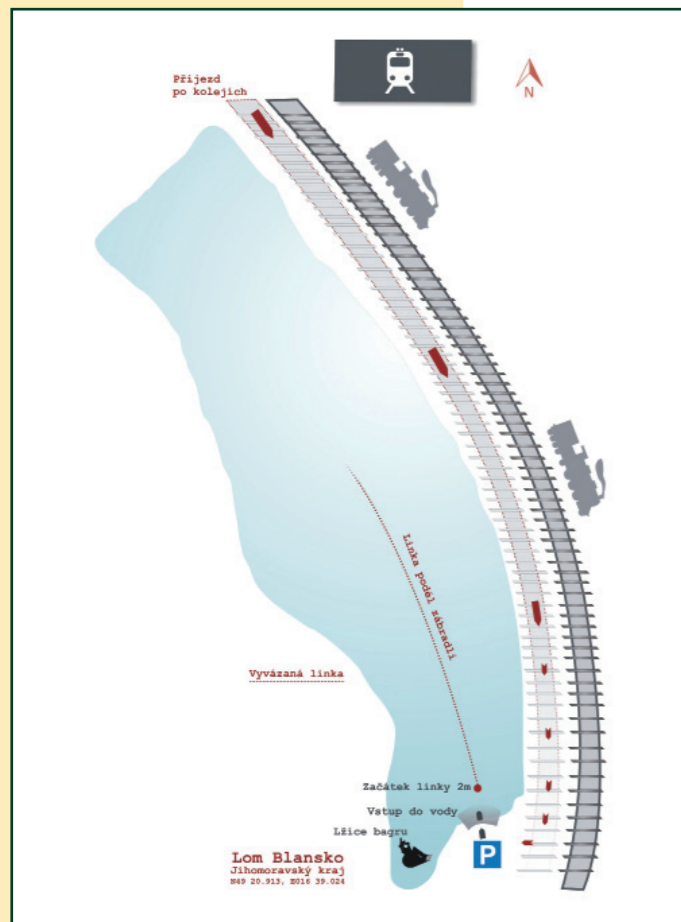 Příjezd
po kolejích
N
Linka podél zábradlí
Vyvázaná linka
Začátek linky 2m
Vstup do vody
Lžíce bagru
P
Lom Blansko
Jihomoravský kraj
N49 20.913, E016 39.024